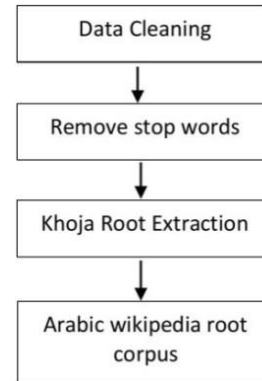 Data Cleaning
Remove stop words
Khoja Root Extraction
Arabic wikipedia root
corpus